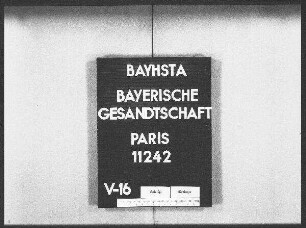 BAYHSTA
BAYERISCHE
GESANDTSCHAFT
PARIS
11242
V-16